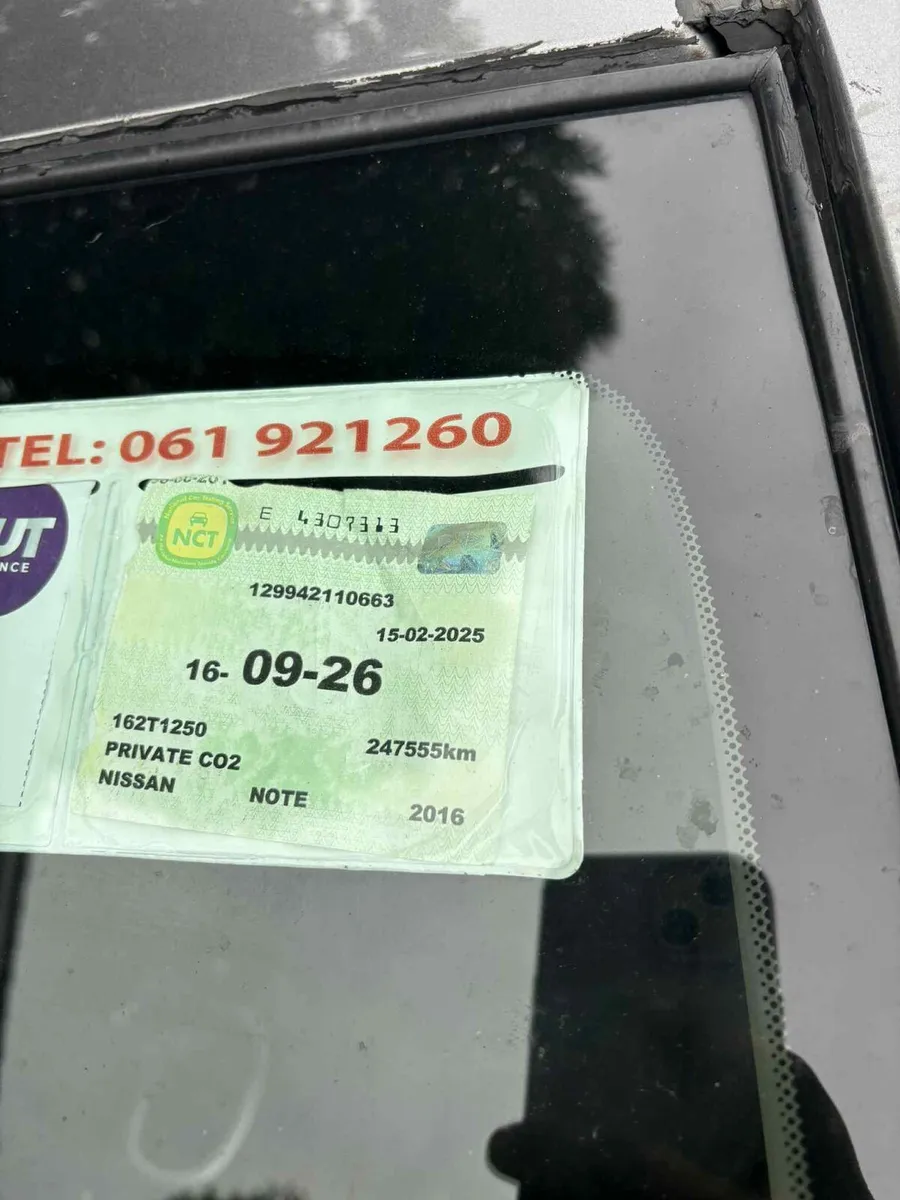 TEL: 061 921260
UT
NCE
NCT
E 4307313
129942110663
15-02-2025
16- 09-26
162T1250
247555km
PRIVATE CO2
NISSAN NOTE
2016